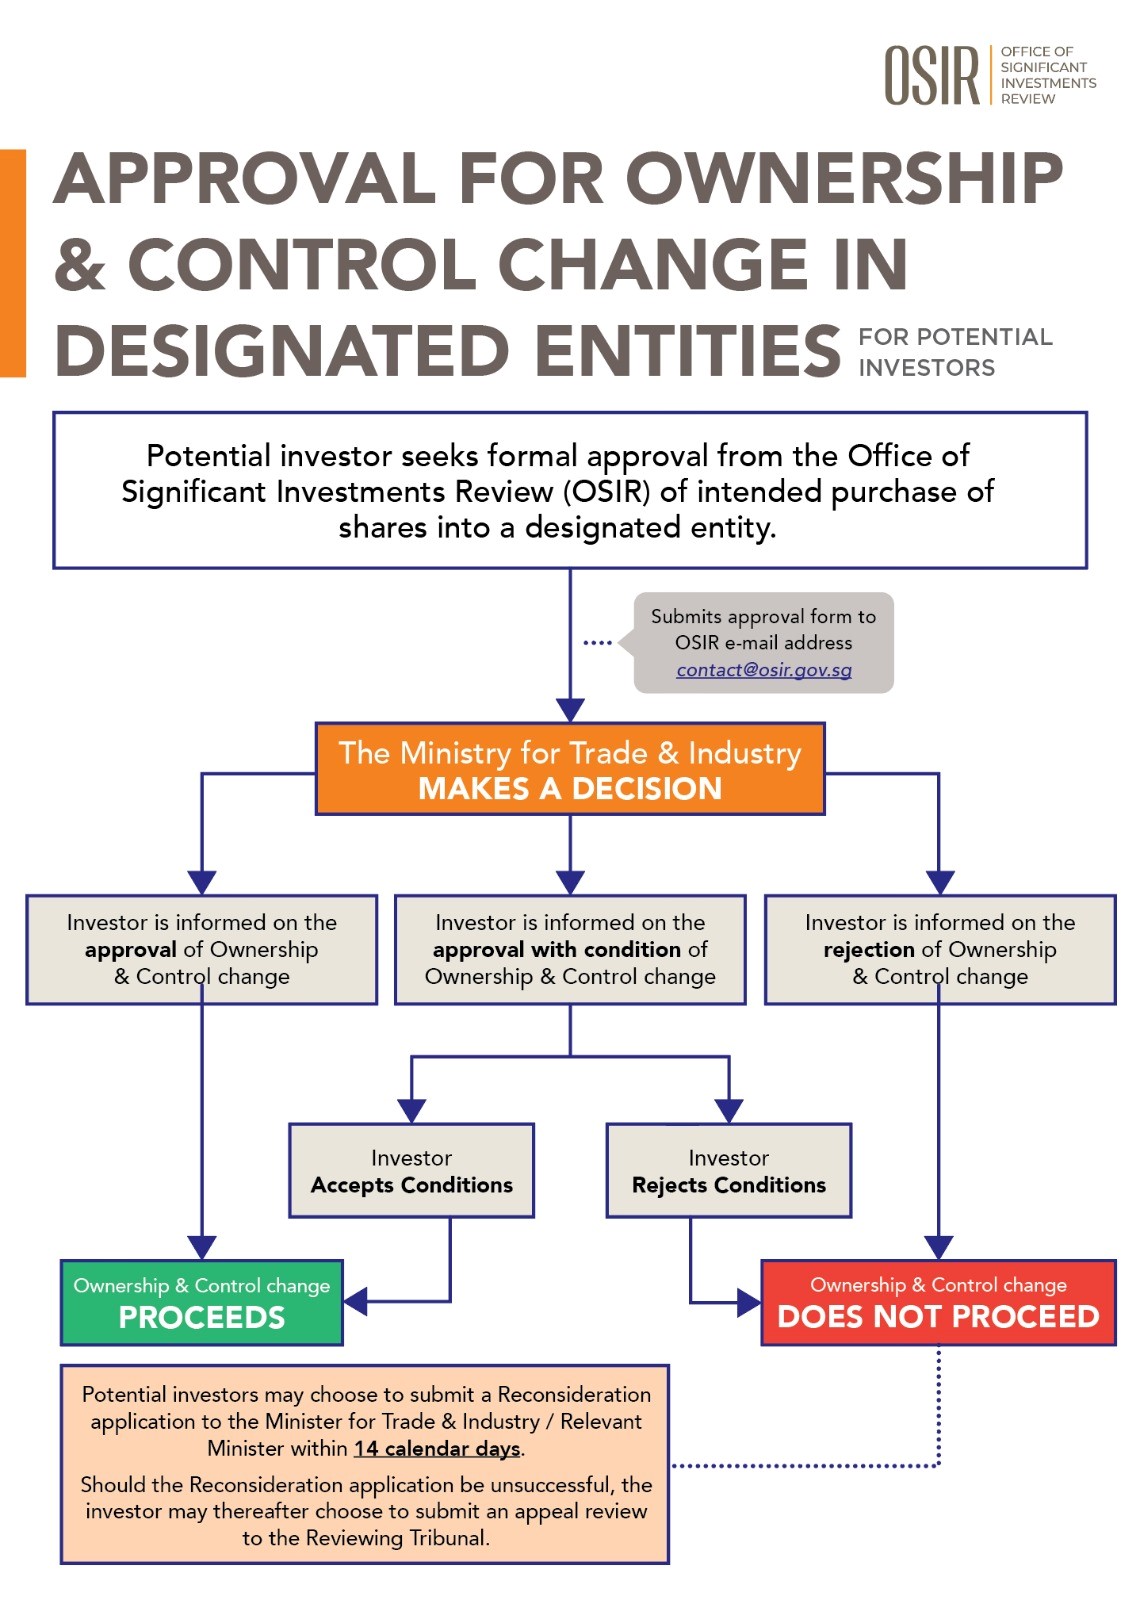 OSIR
OFFICE OF
SIGNIFICANT
INVESTMENTS
REVIEW
APPROVAL FOR OWNERSHIP
& CONTROL CHANGE IN
DESIGNATED ENTITIES
FOR POTENTIAL
INVESTORS
Potential investor seeks formal approval from the Office of
Significant Investments Review (OSIR) of intended purchase of
shares into a designated entity.
Submits approval form to
OSIR e-mail address
contact@osir.gov.sg
The Ministry for Trade & Industry
MAKES A DECISION
Investor is informed on the
approval of Ownership
& Control change
Investor is informed on the
approval with condition of
Ownership & Control change
Investor is informed on the
rejection of Ownership
& Control change
Investor
Accepts Conditions
Investor
Rejects Conditions
Ownership & Control change
PROCEEDS
Ownership & Control change
DOES NOT PROCEED
Potential investors may choose to submit a Reconsideration
application to the Minister for Trade & Industry / Relevant
Minister within 14 calendar days.
Should the Reconsideration application be unsuccessful, the
investor may thereafter choose to submit an appeal review
to the Reviewing Tribunal.